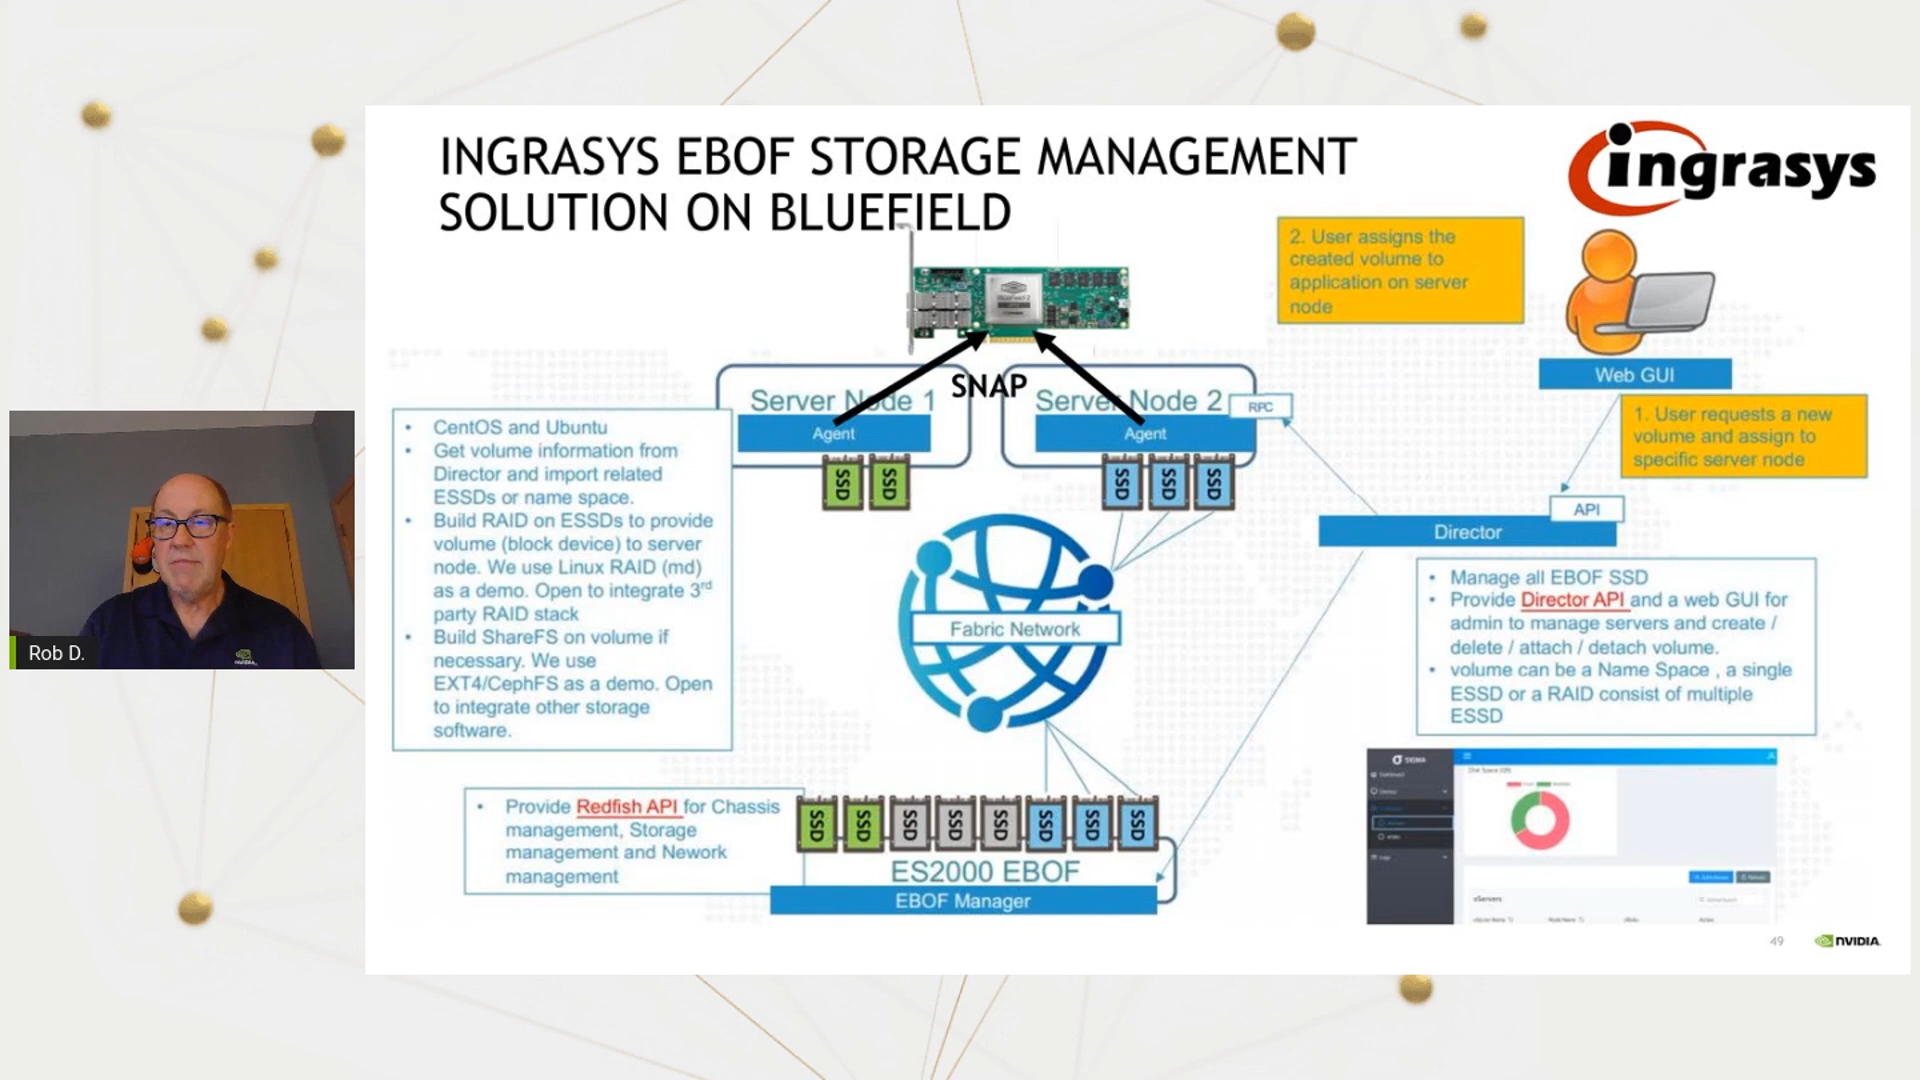 INGRASYS EBOF STORAGE MANAGEMENT
SOLUTION ON BLUEFIELD
ingrasys
2. User assigns the
created volume to
application on server
node
Web GUI
1. User requests a new
volume and assign to
specific server node
API
Director
SNAP
Server Node 1
Agent
SSD
SSD
Server Node 2
RPC
Agent
SSD
SSD
SSD
• CentOS and Ubuntu
• Get volume information from
Director and import related
ESSDs or name space.
• Build RAID on ESSDs to provide
volume (block device) to server
node. We use Linux RAID (md)
as a demo. Open to integrate 3rd
party RAID stack
• Build ShareFS on volume if
necessary. We use
EXT4/CephFS as a demo. Open
to integrate other storage
software.
Fabric Network
• Manage all EBOF SSD
• Provide Director API and a web GUI for
admin to manage servers and create /
delete / attach / detach volume.
• volume can be a Name Space , a single
ESSD or a RAID consist of multiple
ESSD
• Provide Redfish API for Chassis
management, Storage
management and Nework
management
SSD
SSD
SSD
SSD
SSD
SSD
SSD
SSD
ES2000 EBOF
EBOF Manager
49
NVIDIA
Rob D.